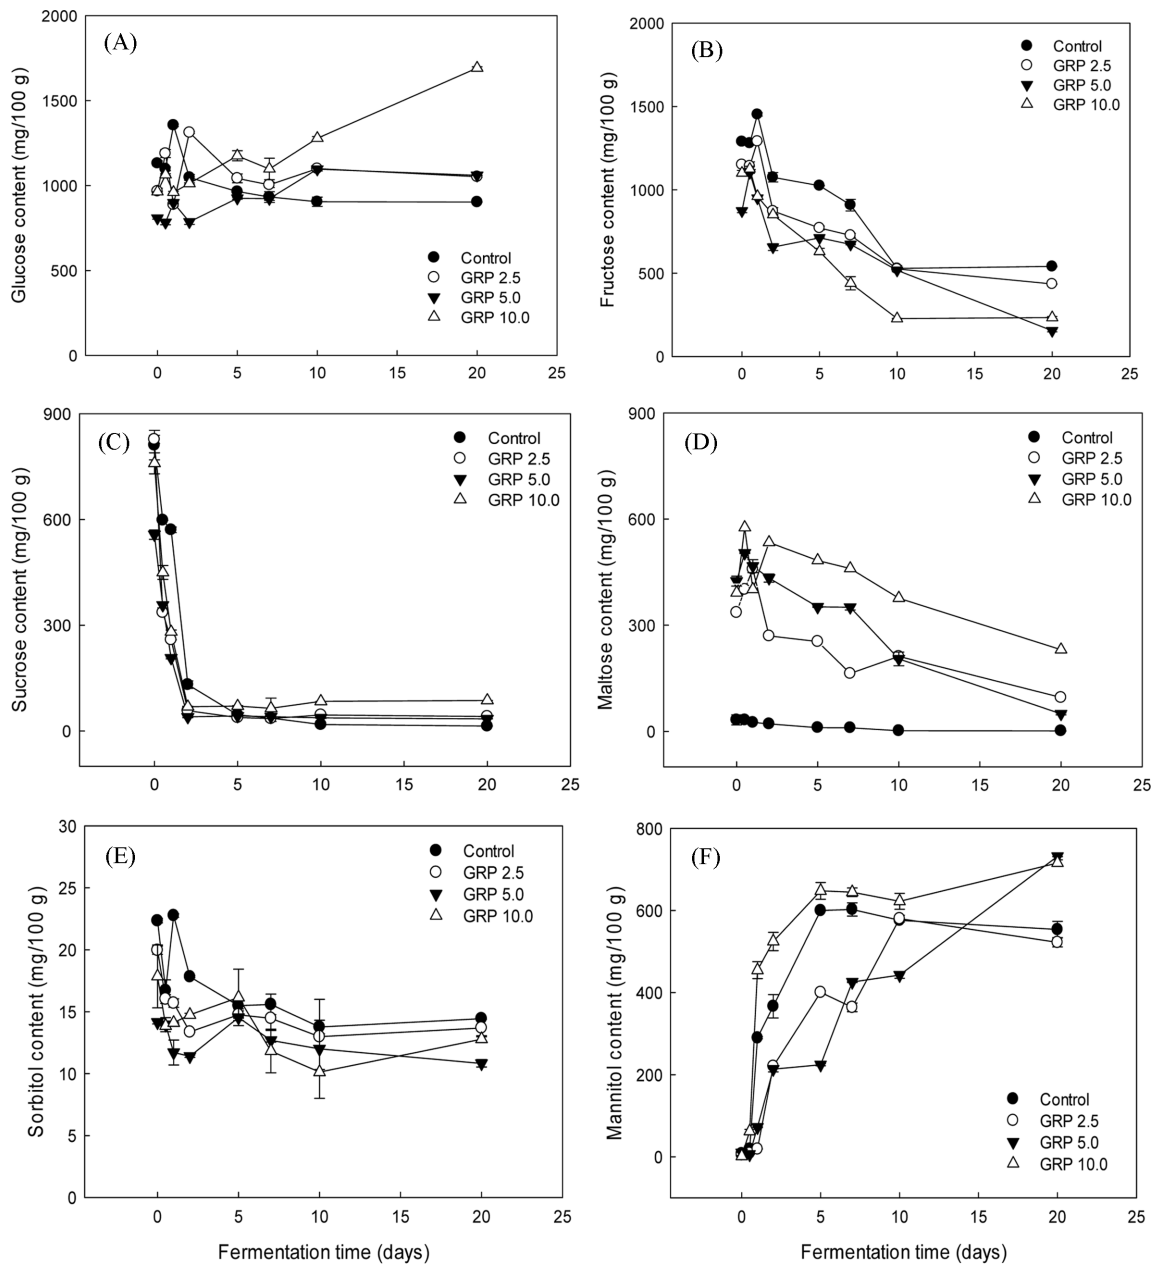 (A)
Glucose content (mg/100 g)
2000
1500
1000
500
0
Control
GRP 2.5
GRP 5.0
GRP 10.0
0 5 10 15 20 25
(B)
Fructose content (mg/100 g)
2000
1500
1000
500
0
Control
GRP 2.5
GRP 5.0
GRP 10.0
0 5 10 15 20 25
(C)
Sucrose content (mg/100 g)
900
600
300
0
Control
GRP 2.5
GRP 5.0
GRP 10.0
0 5 10 15 20 25
(D)
Maltose content (mg/100 g)
900
600
300
0
Control
GRP 2.5
GRP 5.0
GRP 10.0
0 5 10 15 20 25
(E)
Sorbitol content (mg/100 g)
30
25
20
15
10
5
0
Control
GRP 2.5
GRP 5.0
GRP 10.0
0 5 10 15 20 25
Fermentation time (days)
(F)
Mannitol content (mg/100 g)
800
600
400
200
0
Control
GRP 2.5
GRP 5.0
GRP 10.0
0 5 10 15 20 25
Fermentation time (days)